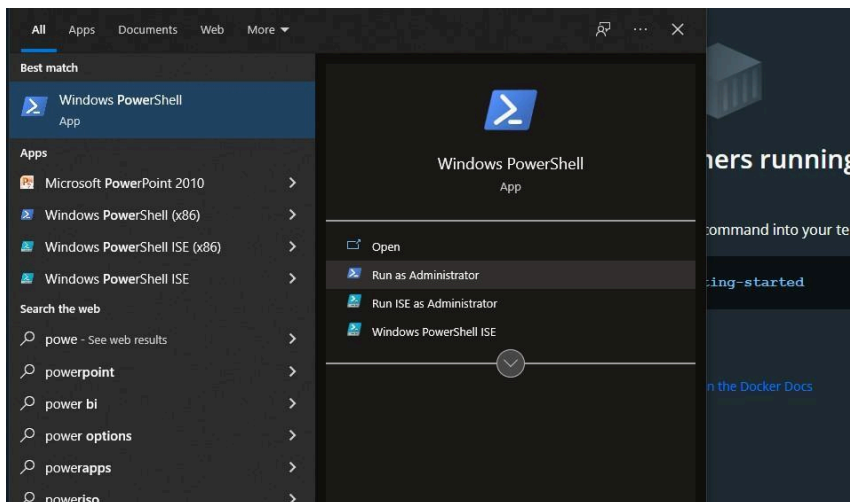 All Apps Documents Web More
Best match
Windows PowerShell
App
Apps
Microsoft PowerPoint 2010
Windows PowerShell (x86)
Windows PowerShell ISE (x86)
Windows PowerShell ISE
Search the web
powe - See web results
powerpoint
power bi
power options
powerapps
poweriso
Windows PowerShell
App
Open
Run as Administrator
Run ISE as Administrator
Windows PowerShell ISE
ners running
command into your te
ting-started
n the Docker Docs